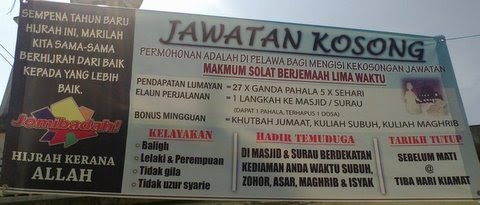 SEMPENA TAHUN BARU
HIJRAH INI, MARILAH
KITA SAMA-SAMA
BERHIJRAH DARI BAIK
KEPADA YANG LEBIH
BAIK.
Jomibadah!
HIJRAH KERANA
ALLAH
JAWATAN KOSONG
PERMOHONAN ADALAH DI PELAWA BAGI MENGISI KEKOSONGAN JAWATAN
MAKMUM SOLAT BERJEMAAH LIMA WAKTU
PENDAPATAN LUMAYAN = 27 X GANDA PAHALA 5 X SEHARI
ELAUN PERJALANAN = 1 LANGKAH KE MASJID / SURAU
(DAPAT 1 PAHALA TERHAPUS 1 DOSA)
BONUS MINGGUAN = KHUTBAH JUMAAT, KULIAH SUBUH, KULIAH MAGHRIB
KELAYAKAN
» Baligh
» Lelaki & Perempuan
» Tidak gila
» Tidak uzur syarie
HADIR TEMUDUGA
DI MASJID & SURAU BERDEKATAN
KEDIAMAN ANDA WAKTU SUBUH,
ZOHOR, ASAR, MAGHRIB & ISYAK
TARIKH TUTUP
SEBELUM MATI
@
TIBA HARI KIAMAT